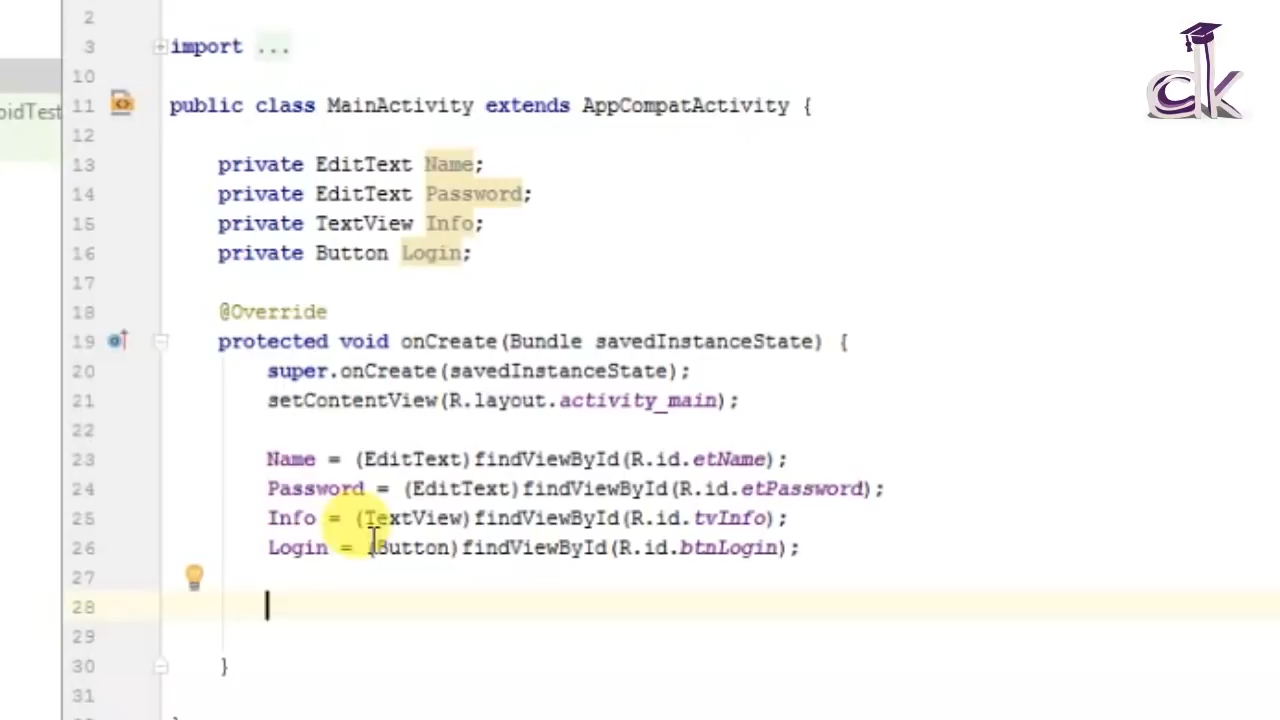 2
3 import ...
10
11 public class MainActivity extends AppCompatActivity {
12
13 private EditText Name;
14 private EditText Password;
15 private TextView Info;
16 private Button Login;
17
18 @Override
19 protected void onCreate(Bundle savedInstanceState) {
20 super.onCreate(savedInstanceState);
21 setContentView(R.layout.activity_main);
22
23 Name = (EditText)findViewById(R.id.etName);
24 Password = (EditText)findViewById(R.id.etPassword);
25 Info = (TextView)findViewById(R.id.tvInfo);
26 Login = (Button)findViewById(R.id.btnLogin);
27
28
29
30 }
31
oidTest
ck